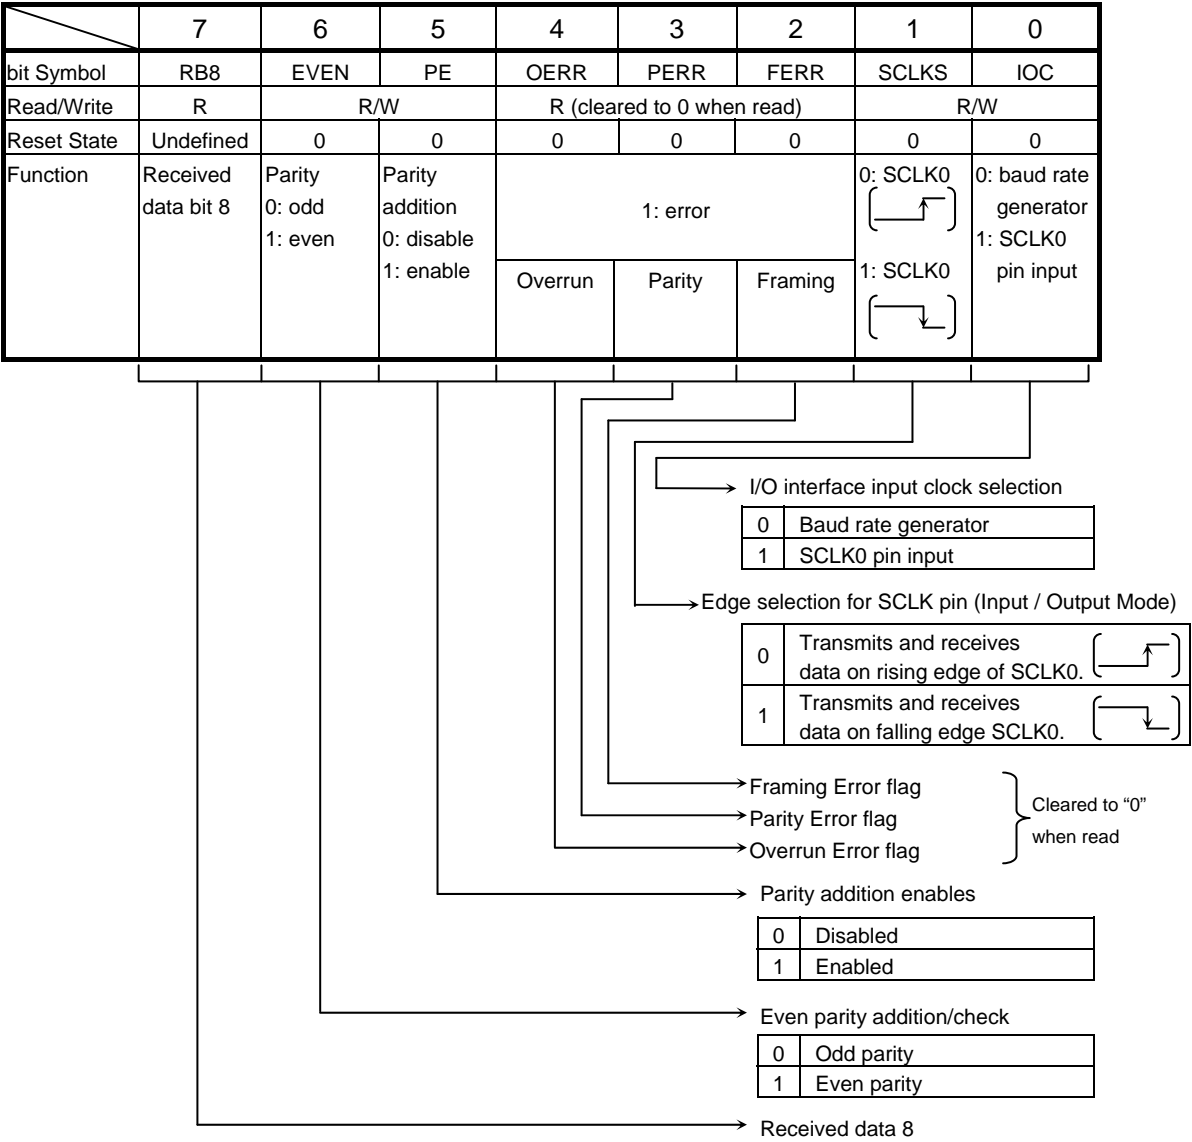 7 6 5 4 3 2 1 0
bit Symbol RB8 EVEN PE OERR PERR FERR SCLKS IOC
Read/Write R R/W R (cleared to 0 when read) R/W
Reset State Undefined 0 0 0 0 0 0 0
Function
Received
data bit 8
Parity
0: odd
1: even
Parity
addition
0: disable
1: enable
1: error
Overrun Parity Framing
0: SCLK0
1: SCLK0
0: baud rate
generator
1: SCLK0
pin input
I/O interface input clock selection
0 Baud rate generator
1 SCLK0 pin input
Edge selection for SCLK pin (Input / Output Mode)
0 Transmits and receives
data on rising edge of SCLK0.
1 Transmits and receives
data on falling edge SCLK0.
Framing Error flag
Parity Error flag
Overrun Error flag
Cleared to “0”
when read
Parity addition enables
0 Disabled
1 Enabled
Even parity addition/check
0 Odd parity
1 Even parity
Received data 8